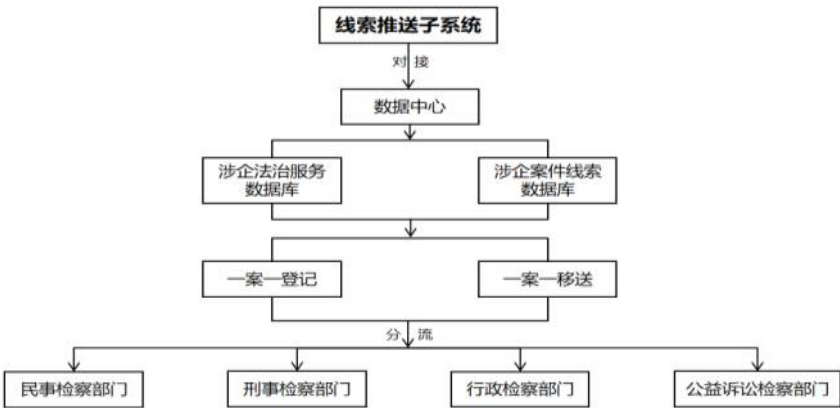 线索推送子系统
对 接
数据中心
涉企法治服务
数据库
涉企案件线索
数据库
一案一登记
一案一移送
分 流
民事检察部门
刑事检察部门
行政检察部门
公益诉讼检察部门